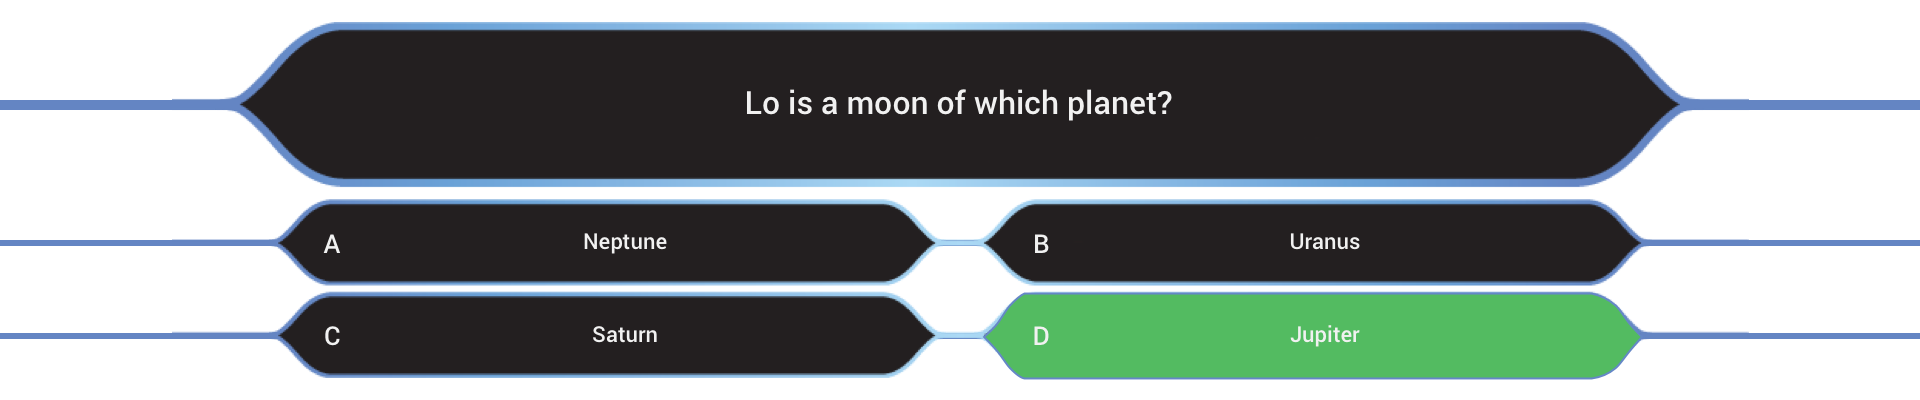 Lo is a moon of which planet?
A Neptune
B Uranus
C Saturn
D Jupiter